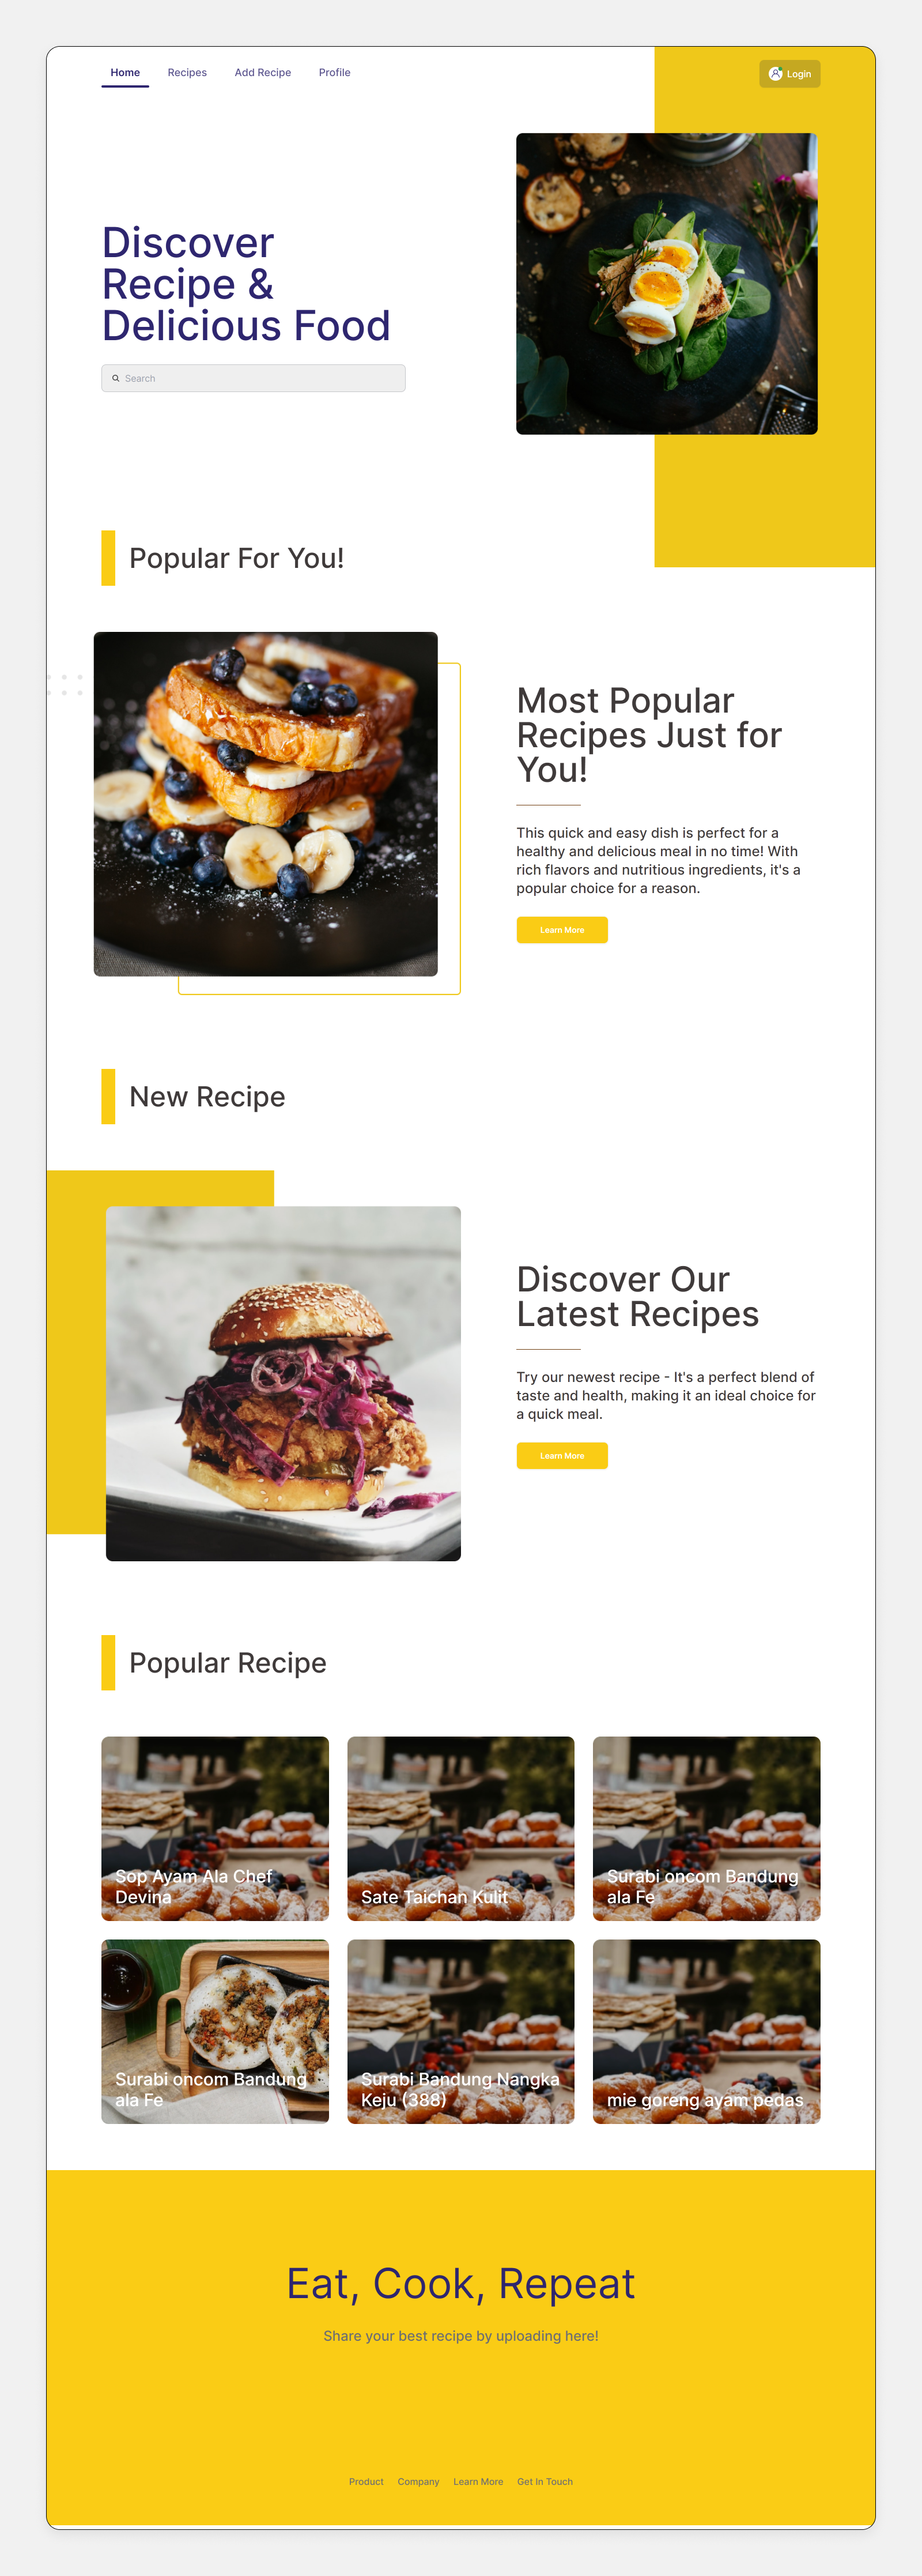 Home Recipes Add Recipe Profile Login
Discover
Recipe &
Delicious Food
Search
Popular For You!
Most Popular
Recipes Just for
You!
This quick and easy dish is perfect for a
healthy and delicious meal in no time! With
rich flavors and nutritious ingredients, it's a
popular choice for a reason.
Learn More
New Recipe
Discover Our
Latest Recipes
Try our newest recipe - It's a perfect blend of
taste and health, making it an ideal choice for
a quick meal.
Learn More
Popular Recipe
Sop Ayam Ala Chef
Devina
Sate Taichan Kulit
Surabi oncom Bandung
ala Fe
Surabi oncom Bandung
ala Fe
Surabi Bandung Nangka
Keju (388)
mie goreng ayam pedas
Eat, Cook, Repeat
Share your best recipe by uploading here!
Product Company Learn More Get In Touch